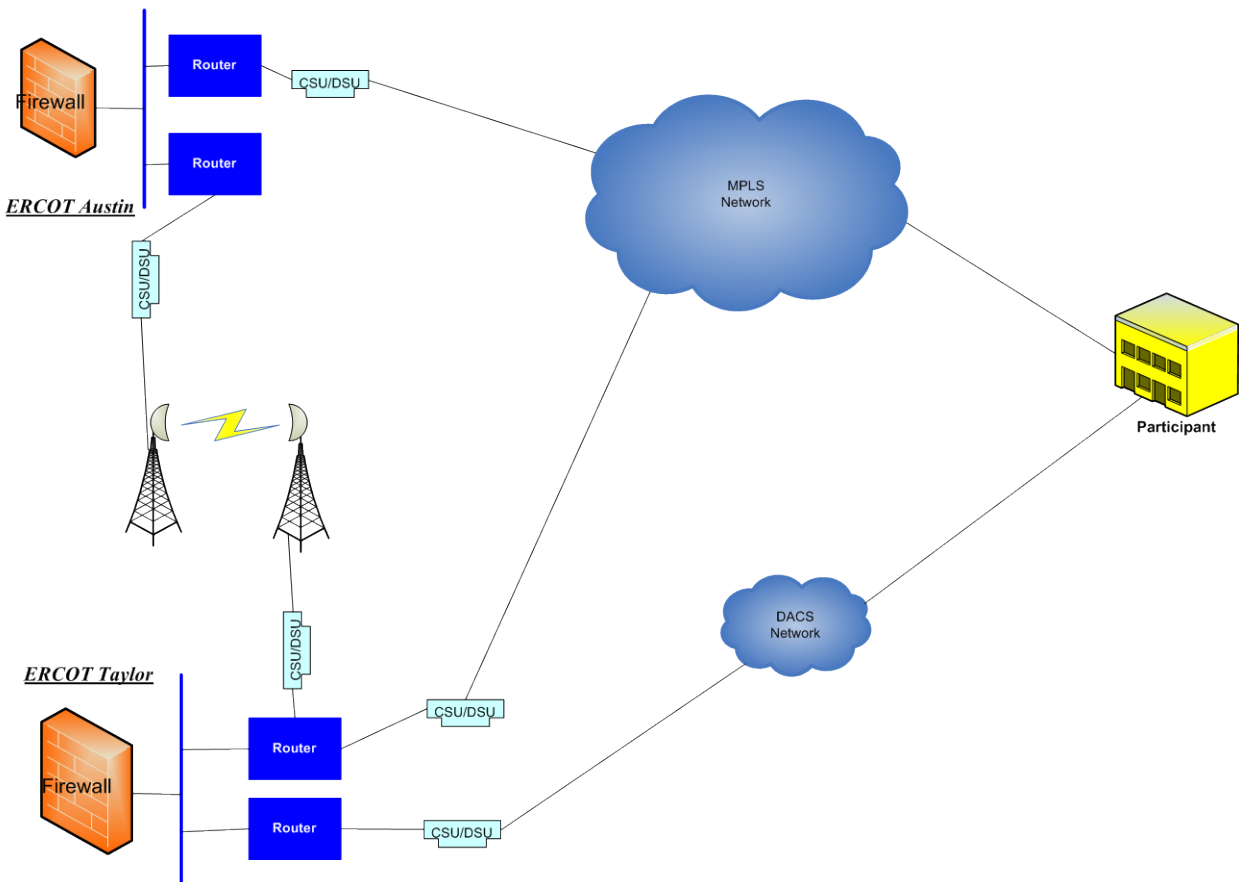 Router
CSU/DSU
Firewall
Router
ERCOT Austin
MPLS
Network
CSU/DSU
Participant
DACS
Network
CSU/DSU
ERCOT Taylor
CSU/DSU
Router
Firewall
Router
CSU/DSU